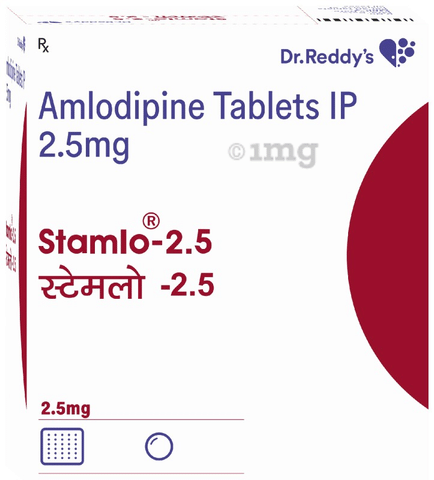 Rx
Dr.Reddy's
Amlodipine Tablets IP
2.5mg
© 1mg
Stamlo®-2.5
स्टेमलो -2.5
2.5mg